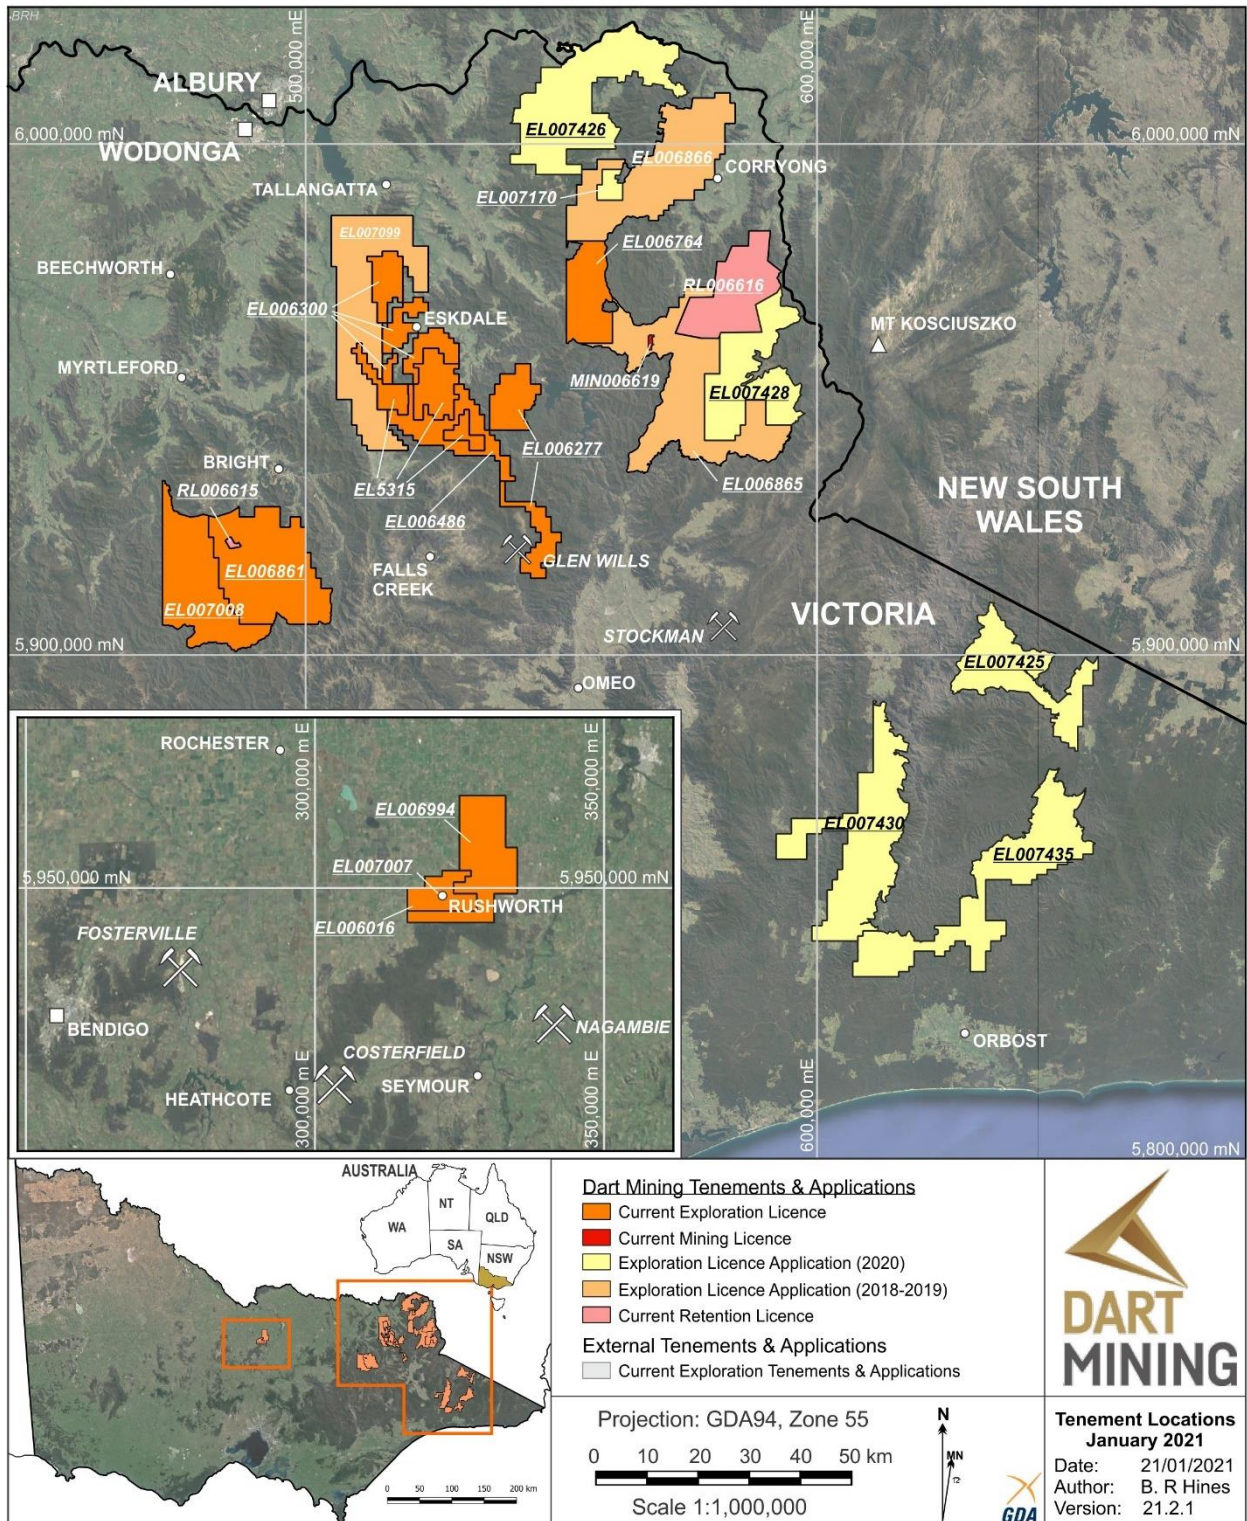 BRH
500,000 mE
600,000 mE
ALBURY
6,000,000 mN
6,000,000 mN
WODONGA
EL007426
EL006866
CORRYONG
TALLANGATTA
EL007170
EL007099
EL006764
BEECHWORTH
RL006616
EL006300
ESKDALE
MT KOSCIUSZKO
MYRTLEFORD
MIN006619
EL007428
EL006277
BRIGHT
RL006615
EL5315
EL006865
NEW SOUTH
WALES
EL006486
FALLS
CREEK
GLEN WILLS
EL006861
EL007008
VICTORIA
STOCKMAN
5,900,000 mN
5,900,000 mN
EL007425
OMEO
EL007430
EL007435
ORBOST
600,000 mE
5,800,000 mN
ROCHESTER
300,000 m E
350,000 m E
EL006994
EL007007
5,950,000 mN
5,950,000 mN
RUSHWORTH
EL006016
FOSTERVILLE
BENDIGO
NAGAMBIE
COSTERFIELD
SEYMOUR
HEATHCOTE
300,000 m E
350,000 m E
AUSTRALIA
WA
NT
QLD
SA
NSW
0 50 100 150 200 km
Dart Mining Tenements & Applications
Current Exploration Licence
Current Mining Licence
Exploration Licence Application (2020)
Exploration Licence Application (2018-2019)
Current Retention Licence
External Tenements & Applications
Current Exploration Tenements & Applications
DART
MINING
Projection: GDA94, Zone 55
0 10 20 30 40 50 km
Scale 1:1,000,000
N
MN
GDA
Tenement Locations
January 2021
Date: 21/01/2021
Author: B. R Hines
Version: 21.2.1